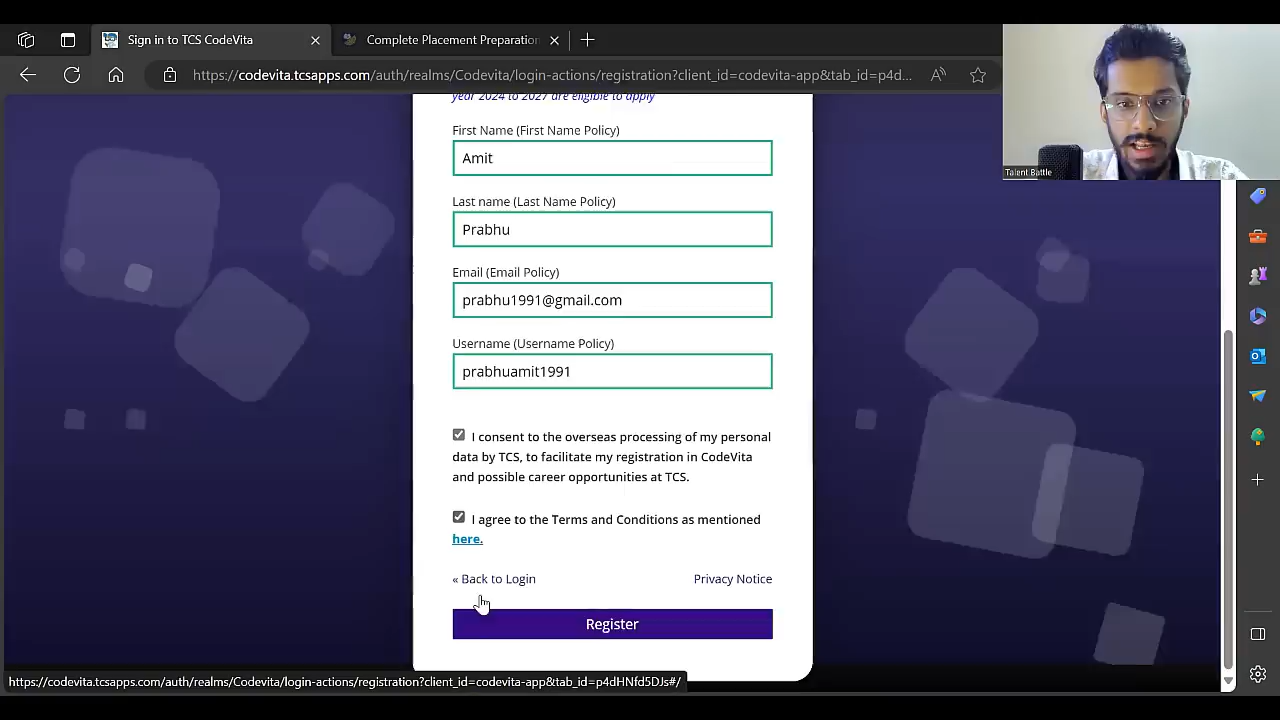 Sign in to TCS CodeVita
Complete Placement Preparation
https://codevita.tcsapps.com/auth/realms/Codevita/login-actions/registration?client_id=codevita-app&tab_id=p4d...
Talent Battle
year 2024 to 2027 are eligible to apply
First Name (First Name Policy)
Amit
Last name (Last Name Policy)
Prabhu
Email (Email Policy)
prabhu1991@gmail.com
Username (Username Policy)
prabhuamit1991
I consent to the overseas processing of my personal
data by TCS, to facilitate my registration in CodeVita
and possible career opportunities at TCS.
I agree to the Terms and Conditions as mentioned
here.
« Back to Login
Privacy Notice
Register
https://codevita.tcsapps.com/auth/realms/Codevita/login-actions/registration?client_id=codevita-app&tab_id=p4dHNfd5DJs#/